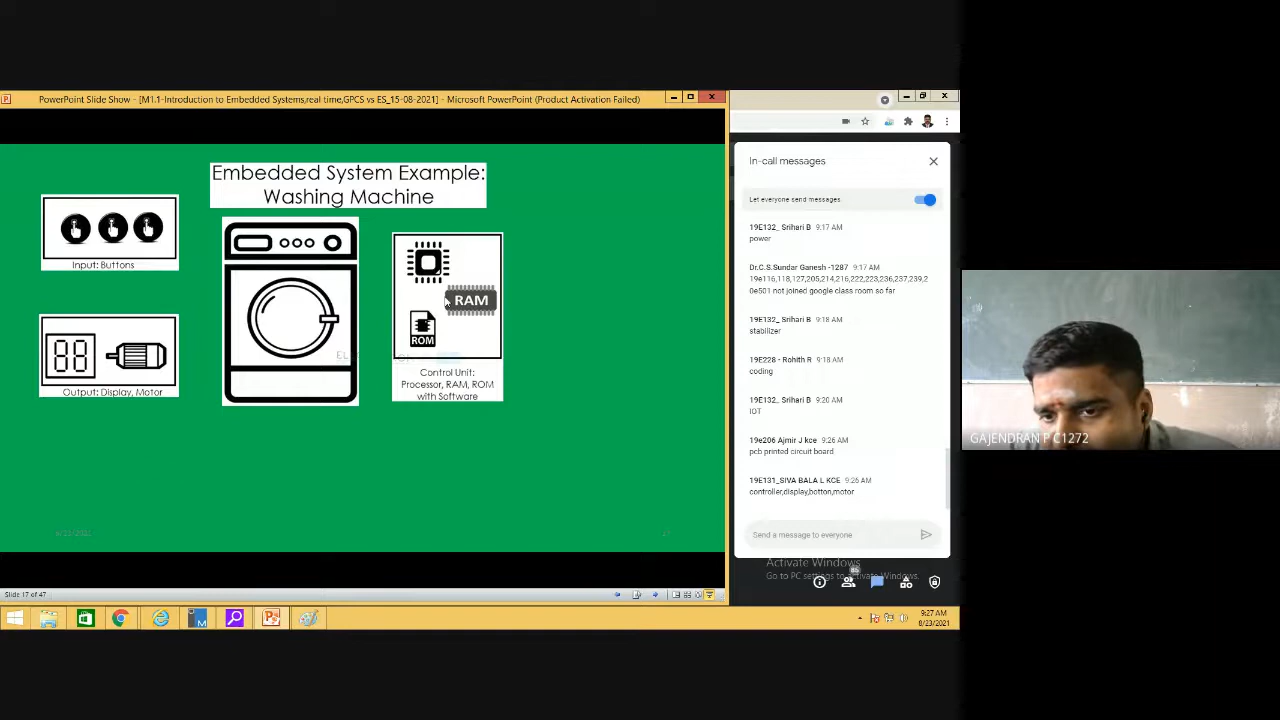 PowerPoint Slide Show - [M1.1-Introduction to Embedded Systems,real time,GPCS vs ES_15-08-2021] - Microsoft PowerPoint (Product Activation Failed)
Embedded System Example:
Washing Machine
Input: Buttons
Output: Display, Motor
RAM
ROM
Control Unit:
Processor, RAM, ROM
with Software
Slide 17 of 47
In-call messages
Let everyone send messages
19E132_ Srihari B 9:17 AM
power
Dr.C.S.Sundar Ganesh -1287 9:17 AM
19e116,118,127,205,214,216,222,223,236,237,239,2
0e501 not joined google class room so far
19E132_ Srihari B 9:18 AM
stabilizer
19E228 - Rohith R 9:18 AM
coding
19E132_ Srihari B 9:20 AM
IOT
19e206 Ajmir J kce 9:26 AM
pcb printed circuit board
19E131_SIVA BALA L KCE 9:26 AM
controller,display,botton,motor
Send a message to everyone
Activate Windows
Go to PC settings to activate Windows.
9:27 AM
8/23/2021
GAJENDRAN P C1272